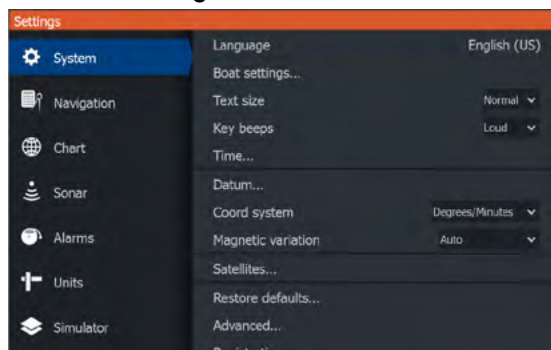 Settings
System
Navigation
Chart
Sonar
Alarms
Units
Simulator
Language English (US)
Boat settings...
Text size Normal
Key beeps Loud
Time...
Datum...
Coord system Degrees/Minutes
Magnetic variation Auto
Satellites...
Restore defaults...
Advanced...